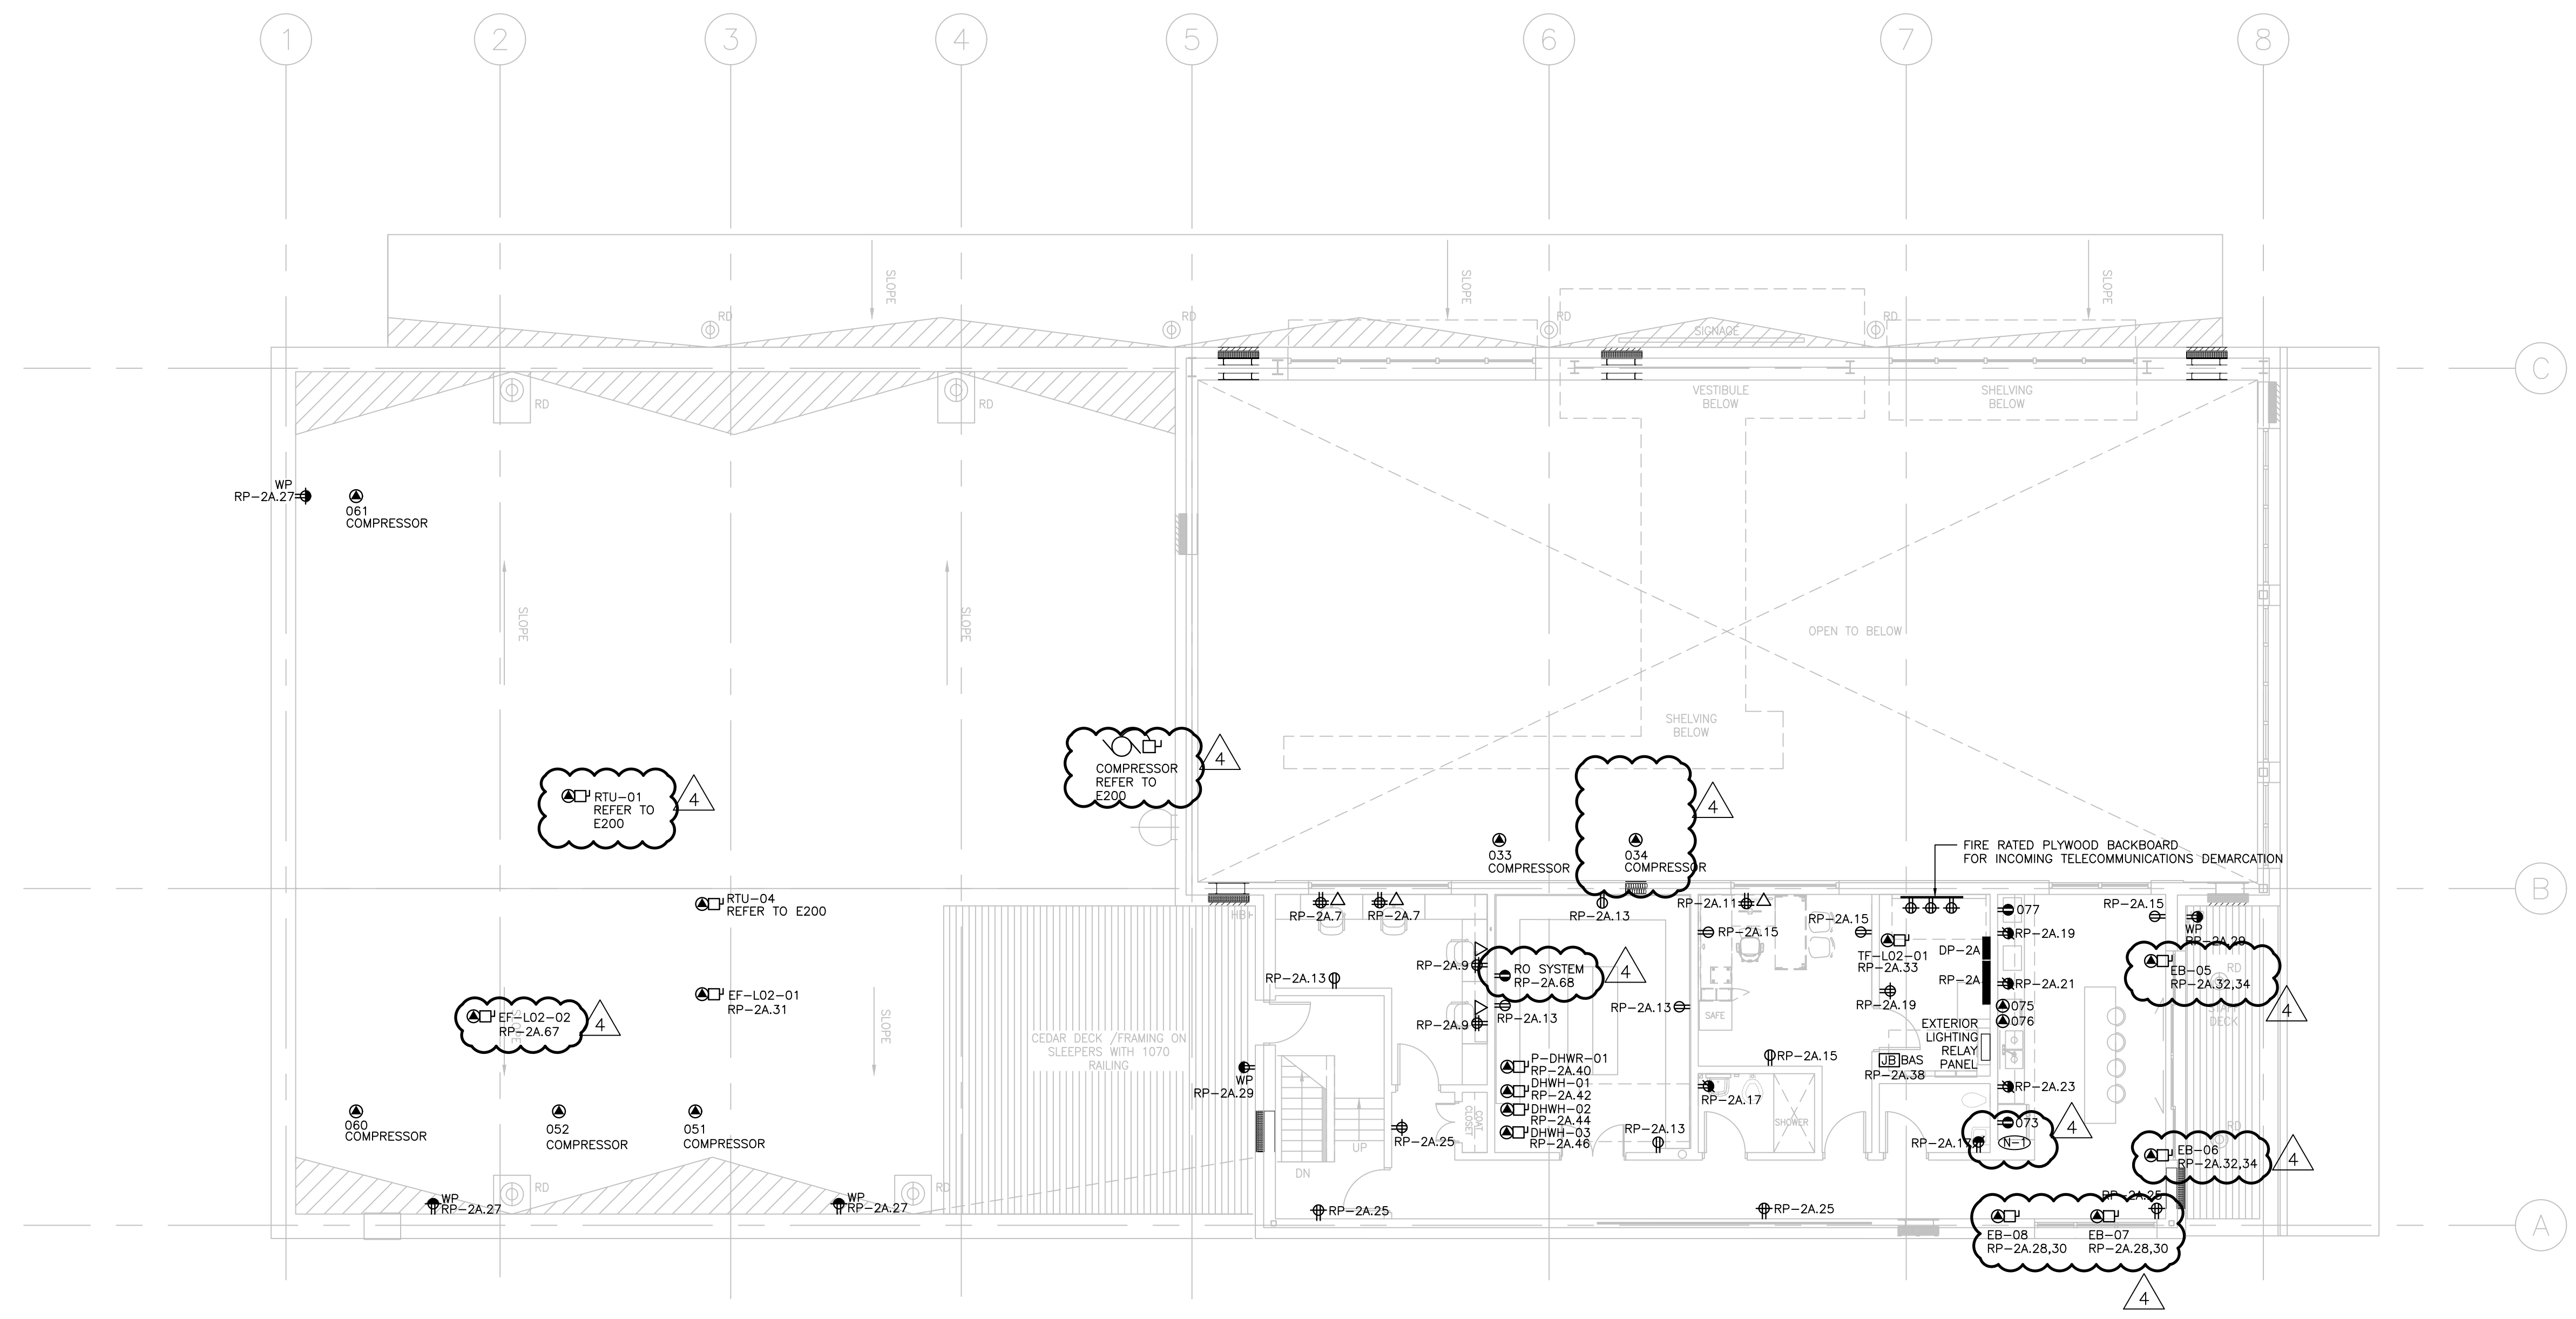 1
2
3
4
5
6
7
8
SLOPE
SLOPE
SLOPE
RD
RD
RD
RD
SIGNAGE
C
VESTIBULE
BELOW
SHELVING
BELOW
RD
RD
WP
RP-2A.27
061
COMPRESSOR
SLOPE
SLOPE
OPEN TO BELOW
SHELVING
BELOW
COMPRESSOR
REFER TO
E200
4
RTU-01
REFER TO
E200
4
4
033
COMPRESSOR
034
COMPRESSOR
FIRE RATED PLYWOOD BACKBOARD
FOR INCOMING TELECOMMUNICATIONS DEMARCATION
B
RTU-04
REFER TO E200
HB
RP-2A.7
RP-2A.7
RP-2A.13
RP-2A.11
RP-2A.15
RP-2A.15
077
RP-2A.19
RP-2A.15
WP
RP-2A.29
TF-L02-01
RP-2A.33
DP-2A
RP-2A
RP-2A.9
RO SYSTEM
RP-2A.68
4
RP-2A.13
RP-2A.21
EB-05
RP-2A.32,34
RD
4
EF-L02-01
RP-2A.31
EF-L02-02
RP-2A.67
4
SLOPE
SLOPE
RP-2A.13
RP-2A.13
SAFE
RP-2A.19
075
076
STAFF
DECK
RP-2A.9
EXTERIOR
LIGHTING
RELAY
PANEL
CEDAR DECK /FRAMING ON
SLEEPERS WITH 1070
RAILING
WP
RP-2A.29
P-DHWR-01
RP-2A.40
DHWH-01
RP-2A.42
DHWH-02
RP-2A.44
DHWH-03
RP-2A.46
RP-2A.15
JB
BAS
RP-2A.38
RP-2A.17
RP-2A.23
COAT
CLOSET
SHOWER
060
COMPRESSOR
052
COMPRESSOR
051
COMPRESSOR
RP-2A.25
RP-2A.13
073
RP-2A.17
N-1
4
RD
EB-06
RP-2A.32,34
4
UP
DN
RD
RD
WP
RP-2A.27
WP
RP-2A.27
RP-2A.25
RP-2A.25
RP-2A.25
A
EB-08
RP-2A.28,30
EB-07
RP-2A.28,30
4